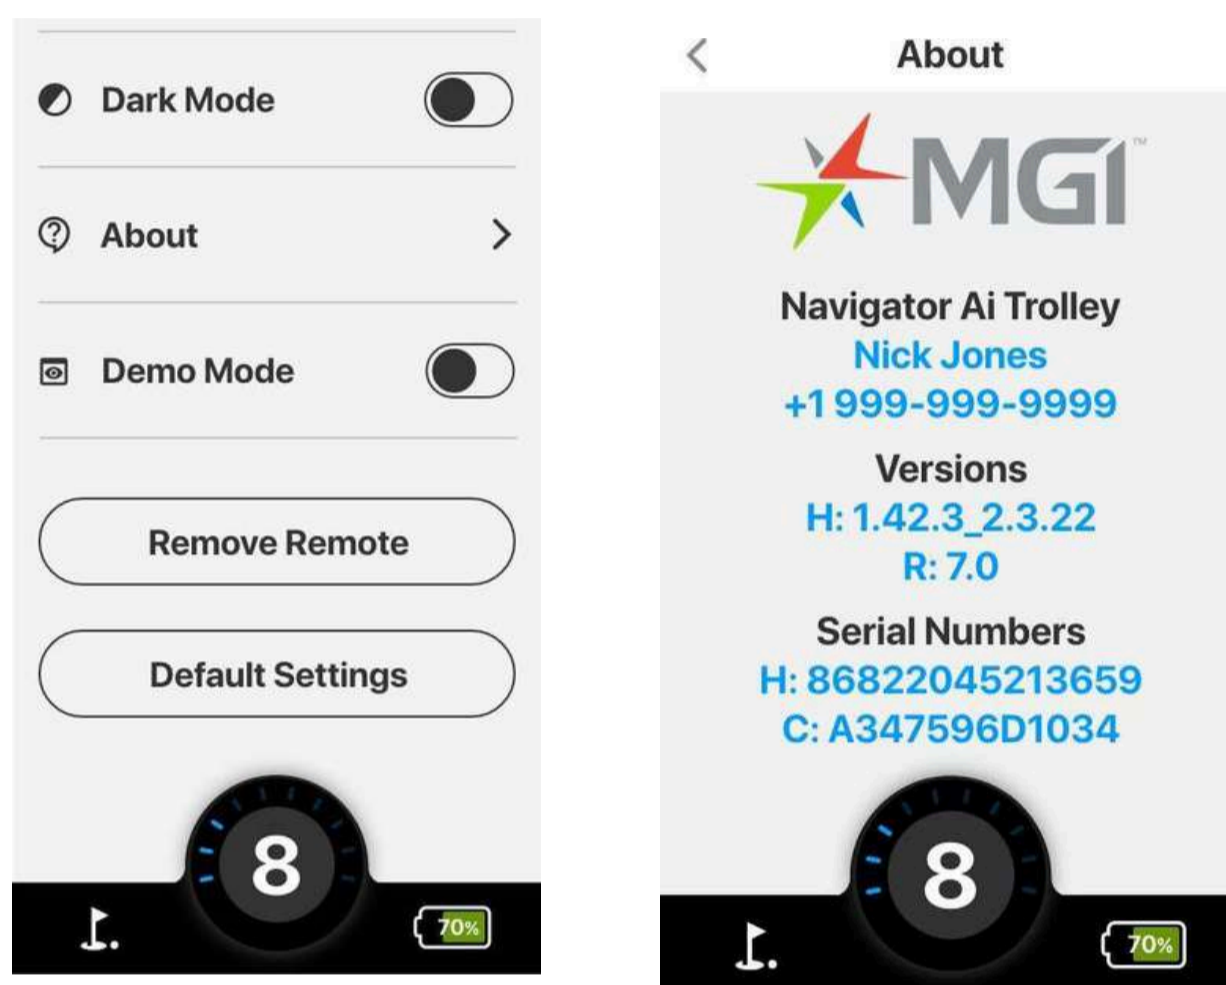 Dark Mode
About
Demo Mode
Remove Remote
Default Settings
8
70%
About
MGI™
Navigator Ai Trolley
Nick Jones
+1 999-999-9999
Versions
H: 1.42.3_2.3.22
R: 7.0
Serial Numbers
H: 86822045213659
C: A347596D1034
8
70%